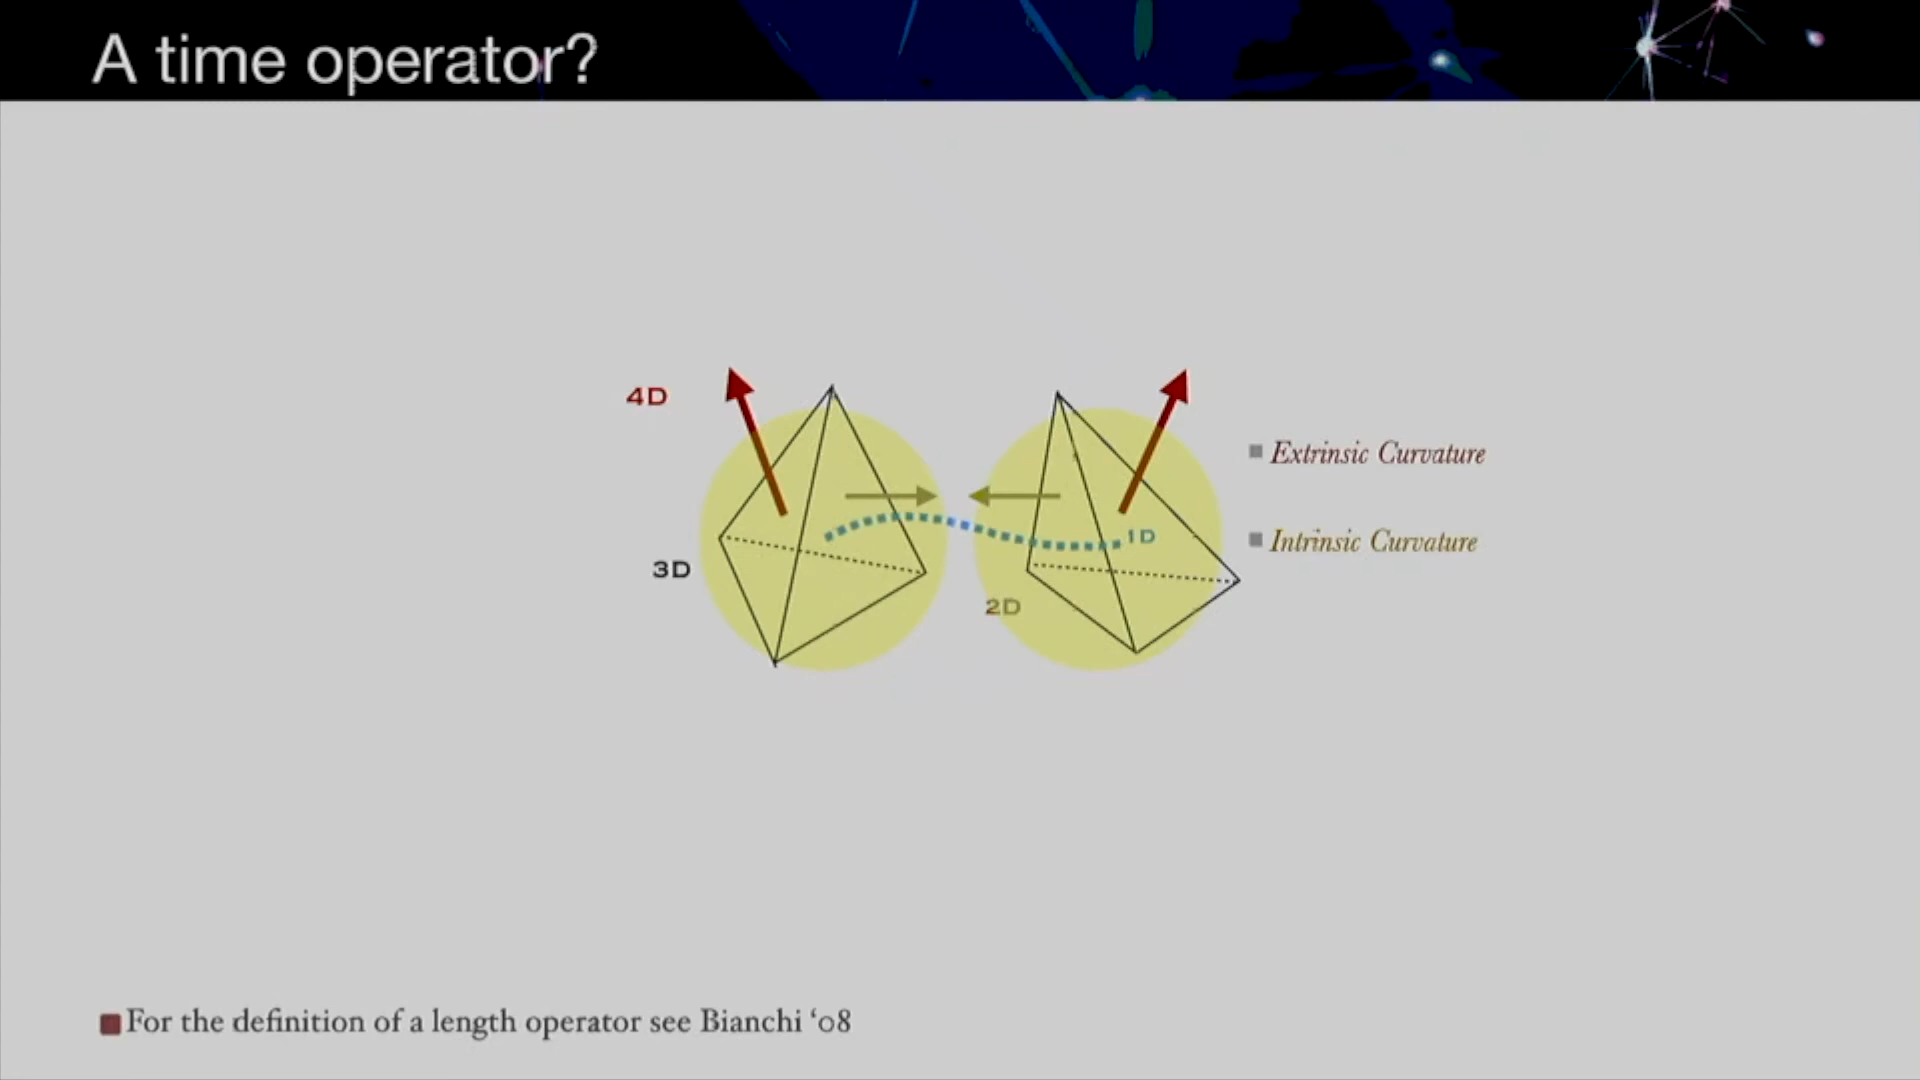 A time operator?
4D
Extrinsic Curvature
1D
Intrinsic Curvature
3D
2D
For the definition of a length operator see Bianchi ‘08